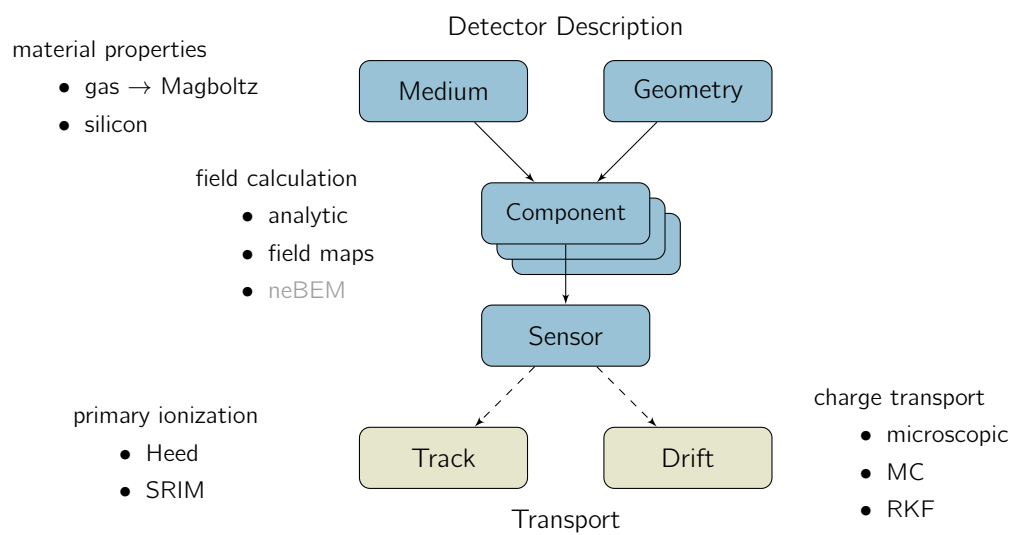 Detector Description
material properties
• gas → Magboltz
• silicon
Medium
Geometry
field calculation
• analytic
• field maps
• neBEM
Component
Sensor
primary ionization
• Heed
• SRIM
Track
Drift
charge transport
• microscopic
• MC
• RKF
Transport